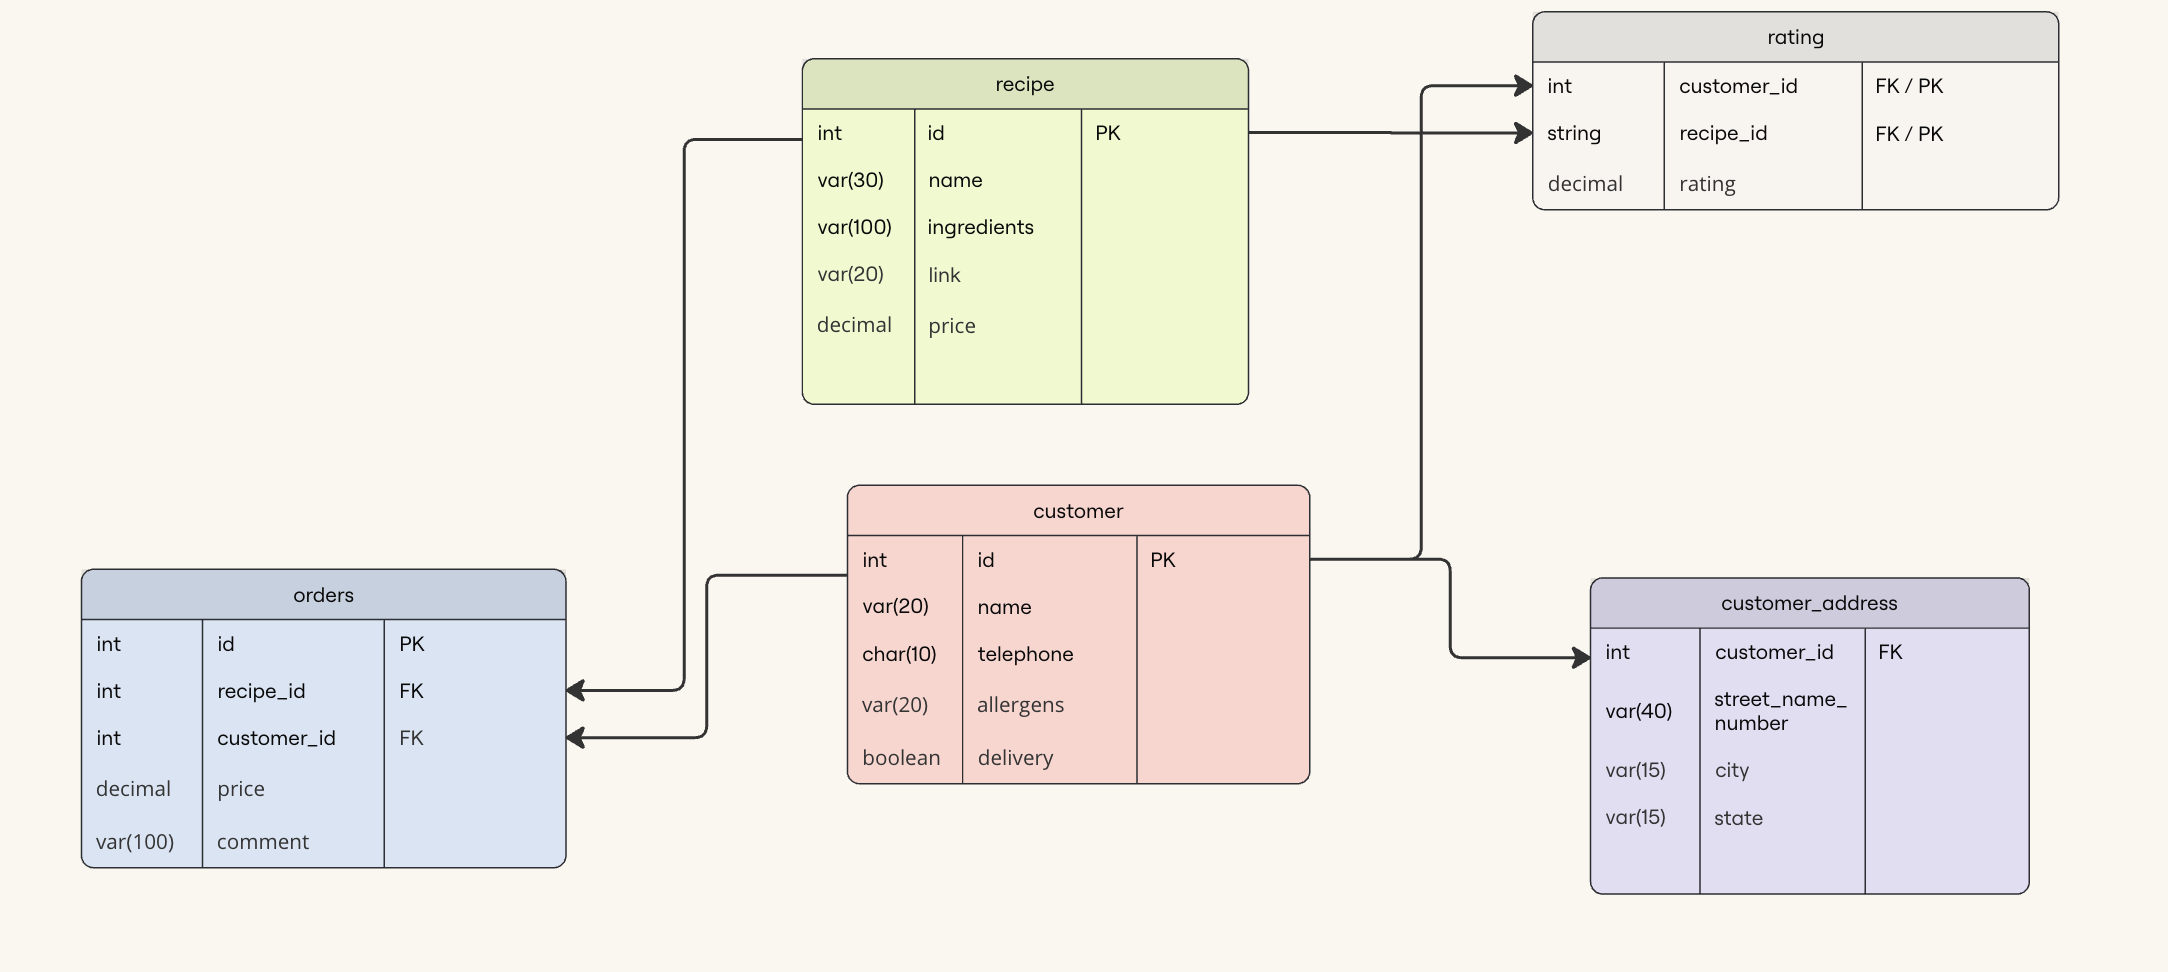 rating
int customer_id FK / PK
string recipe_id FK / PK
decimal rating
recipe
int id PK
var(30) name
var(100) ingredients
var(20) link
decimal price
customer
int id PK
var(20) name
char(10) telephone
var(20) allergens
boolean delivery
orders
int id PK
int recipe_id FK
int customer_id FK
decimal price
var(100) comment
customer_address
int customer_id FK
var(40) street_name_
number
var(15) city
var(15) state